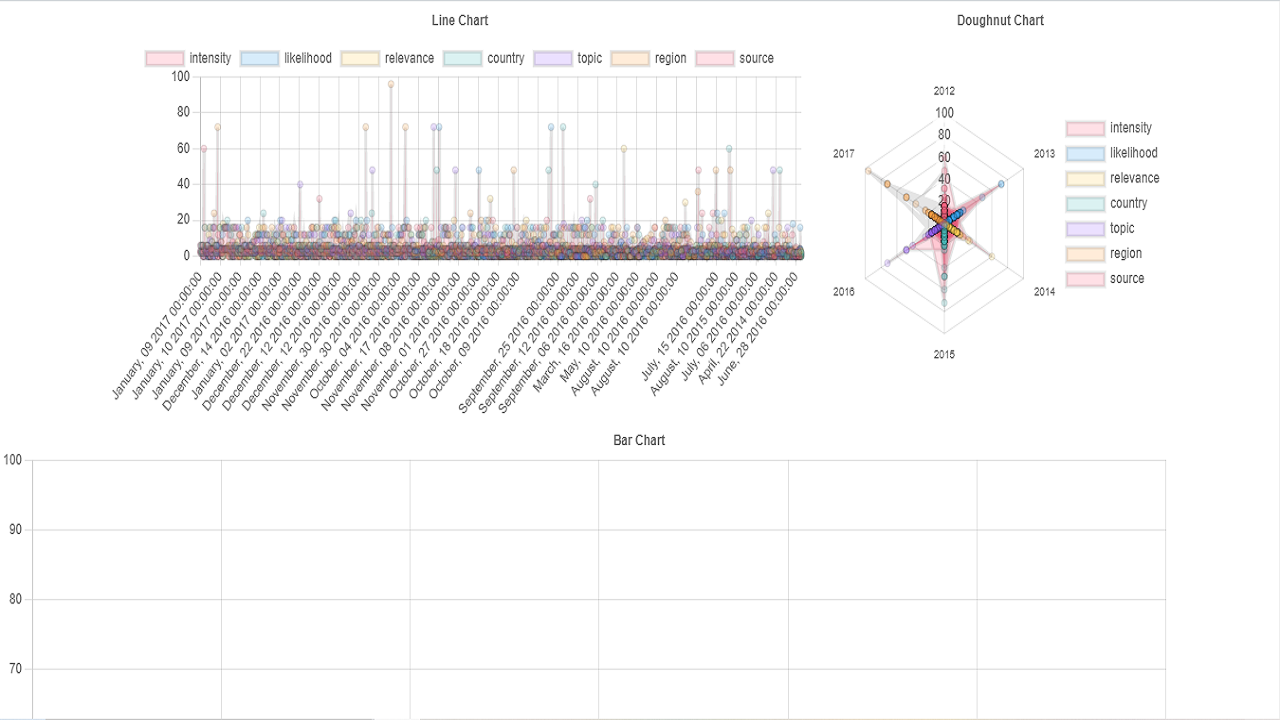 Line Chart
intensity likelihood relevance country topic region source
100
80
60
40
20
0
January, 09 2017 00:00:00
January, 10 2017 00:00:00
January, 09 2017 00:00:00
December, 14 2016 00:00:00
January, 02 2017 00:00:00
December, 22 2016 00:00:00
December, 12 2016 00:00:00
November, 30 2016 00:00:00
November, 30 2016 00:00:00
October, 04 2016 00:00:00
November, 17 2016 00:00:00
November, 08 2016 00:00:00
November, 01 2016 00:00:00
October, 27 2016 00:00:00
October, 18 2016 00:00:00
October, 09 2016 00:00:00
September, 25 2016 00:00:00
September, 12 2016 00:00:00
September, 06 2016 00:00:00
March, 16 2016 00:00:00
May, 10 2016 00:00:00
August, 10 2016 00:00:00
August, 10 2016 00:00:00
July, 15 2016 00:00:00
August, 10 2015 00:00:00
July, 06 2016 00:00:00
April, 22 2014 00:00:00
June, 28 2016 00:00:00
Doughnut Chart
2012
2013
2014
2015
2016
2017
100
80
60
40
20
intensity
likelihood
relevance
country
topic
region
source
Bar Chart
100
90
80
70